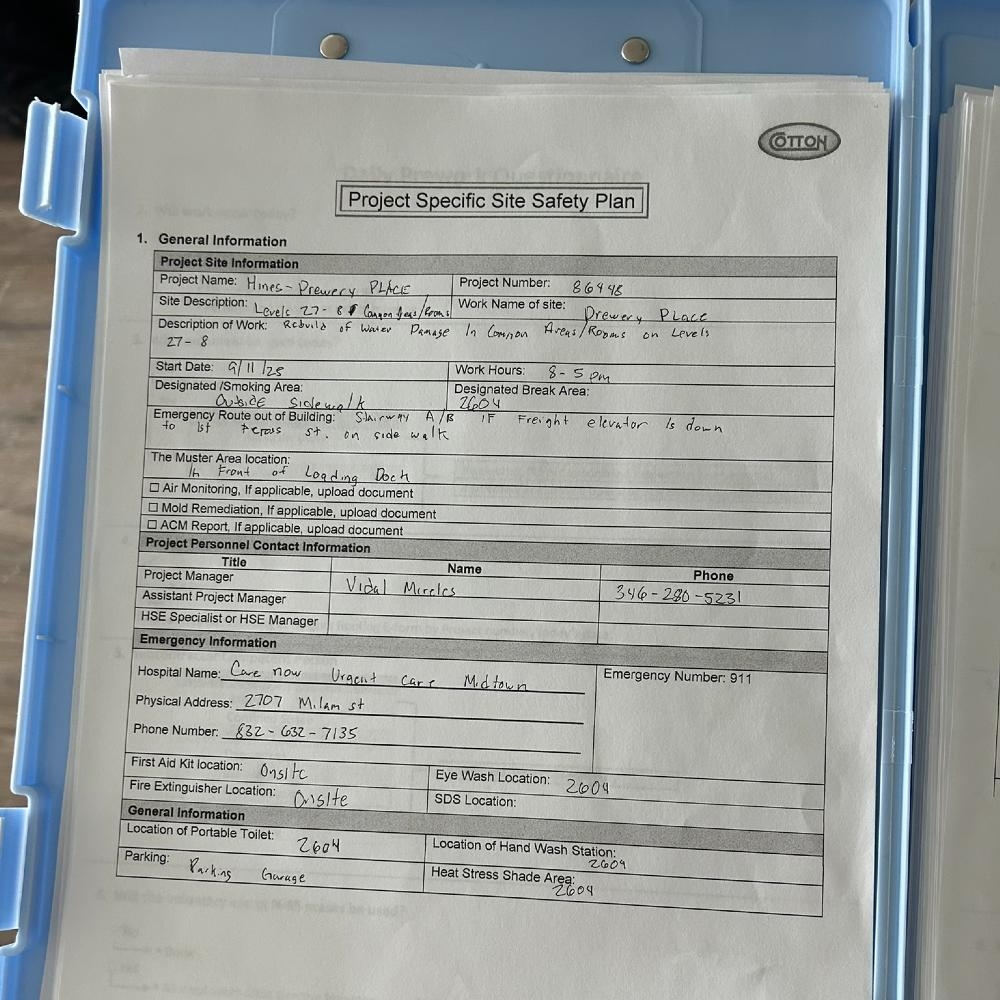 COTTON
Project Specific Site Safety Plan
1. General Information
Project Site Information
Project Name: Hines-Prewery PLACE
Project Number: 86448
Site Description: Levels 27-8 Common Areas/Rooms
Work Name of site: Drewery Place
Description of Work: Rebuild of Water Damage In Common Areas/Rooms on Levels
27-8
Start Date: 9/11/25
Work Hours: 8-5 pm
Designated /Smoking Area:
Outside Sidewalk
Designated Break Area:
2604
Emergency Route out of Building: Stairway A/B IF Freight elevator Is down
to 1st across st. on side walk
The Muster Area location:
In Front of Loading Dock
☐ Air Monitoring, If applicable, upload document
☐ Mold Remediation, If applicable, upload document
☐ ACM Report, If applicable, upload document
Project Personnel Contact Information
Title Name Phone
Project Manager Vidal Mireles 346-280-5231
Assistant Project Manager
HSE Specialist or HSE Manager
Emergency Information
Hospital Name: Care now Urgent care Midtown
Emergency Number: 911
Physical Address: 2707 Milam st
Phone Number: 832-632-7135
First Aid Kit location: Onsite
Eye Wash Location: 2604
Fire Extinguisher Location: Onsite
SDS Location:
General Information
Location of Portable Toilet: 2604
Location of Hand Wash Station:
2604
Parking: Parking Garage
Heat Stress Shade Area:
2604